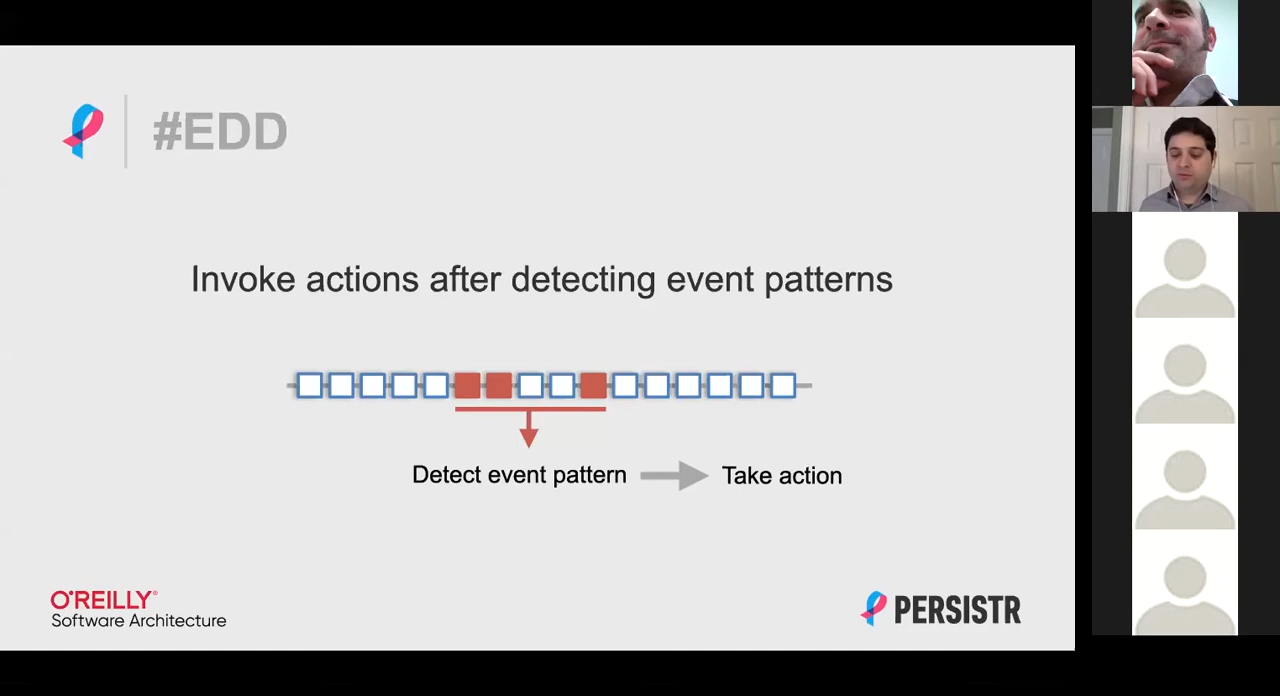 #EDD
Invoke actions after detecting event patterns
Detect event pattern
Take action
O'REILLY®
Software Architecture
PERSISTR